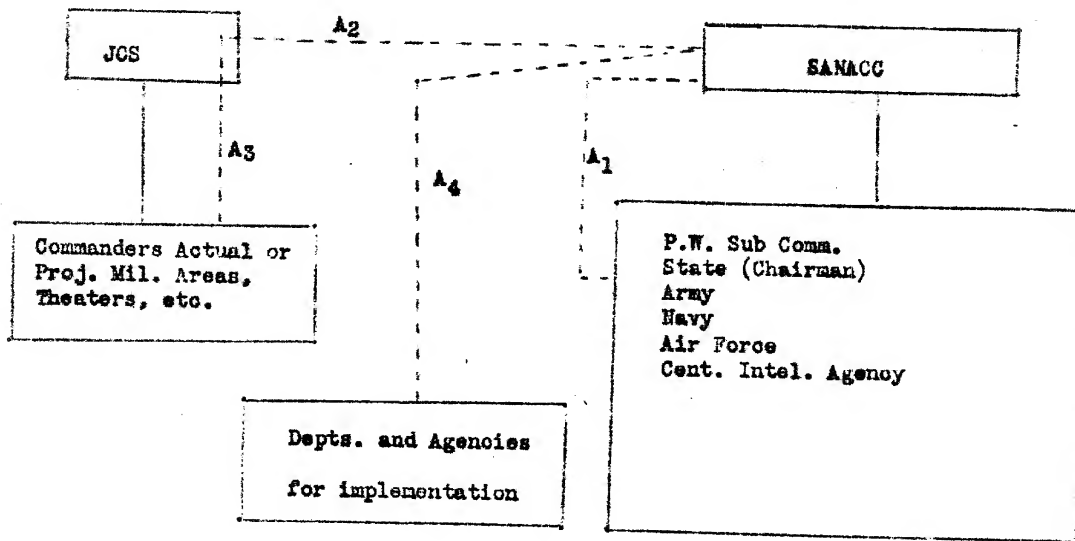 A2
JCS
SANACC
A3
A4
A1
Commanders Actual or
Proj. Mil. Areas,
Theaters, etc.
P.W. Sub Comm.
State (Chairman)
Army
Navy
Air Force
Cent. Intel. Agency
Depts. and Agencies
for implementation